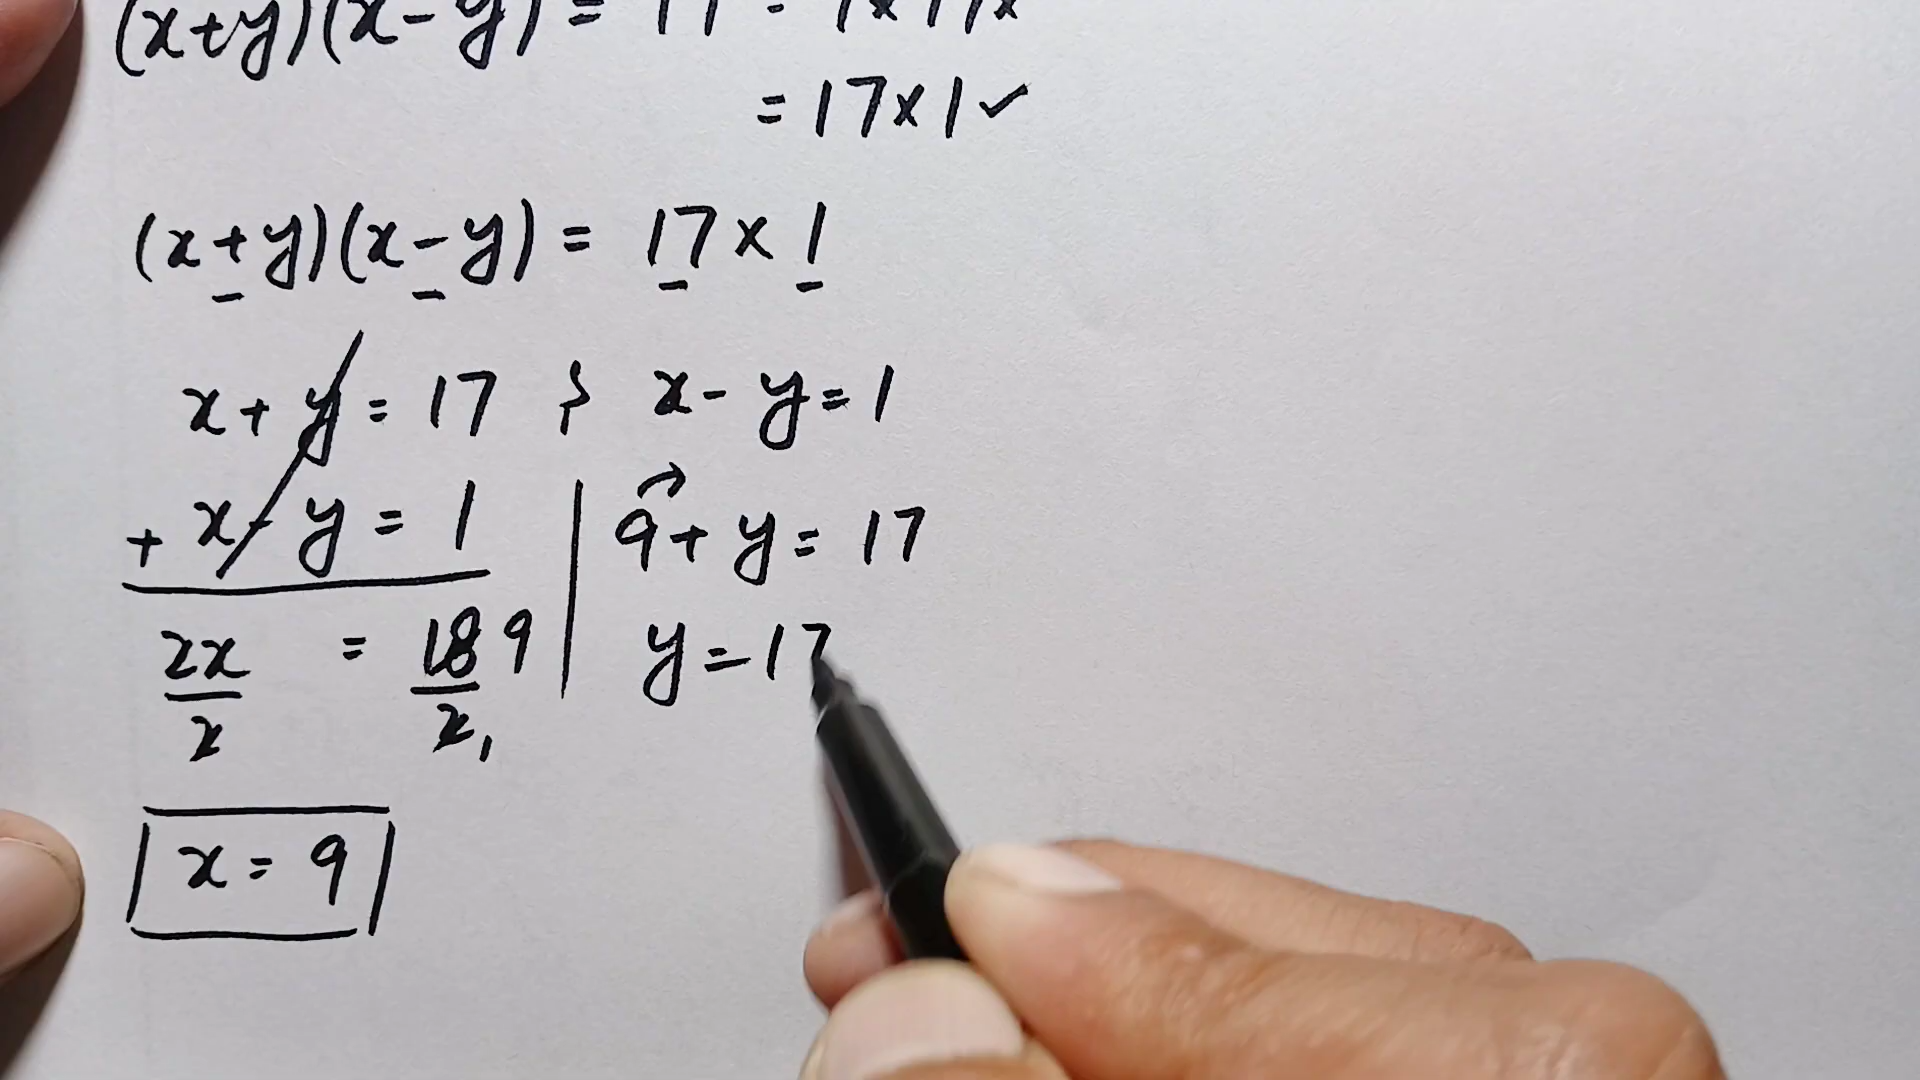 (x+y)(x-y) = 17 = 1×17×
= 17×1✓
(x+y)(x-y) = 17×1
x+y=17 ; x-y=1
+ x-y=1
9+y=17
2x/2 = 18/2 9
1
y=17
x=9